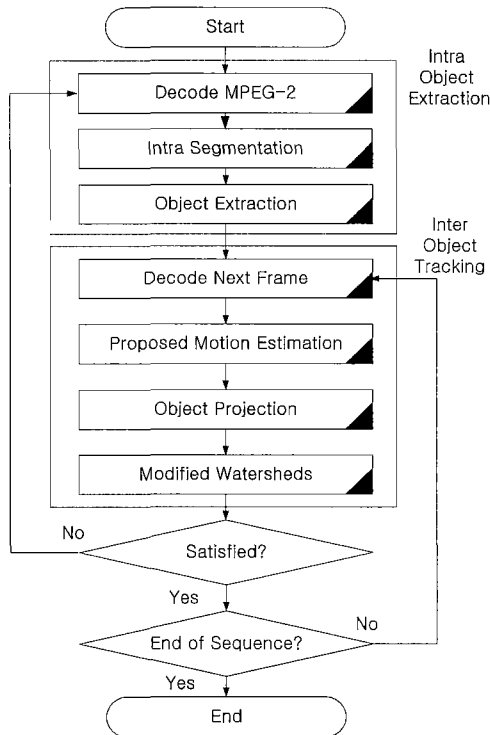 Start
Intra
Object
Extraction
Decode MPEG-2
Intra Segmentation
Object Extraction
Inter
Object
Tracking
Decode Next Frame
Proposed Motion Estimation
Object Projection
Modified Watersheds
No
Satisfied?
Yes
No
End of Sequence?
Yes
End